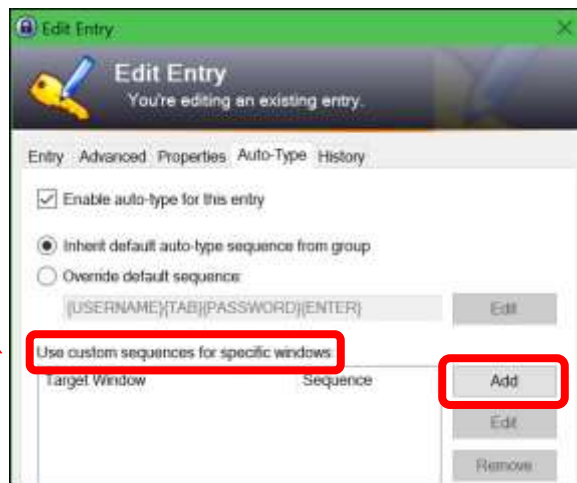 Edit Entry
Edit Entry
You're editing an existing entry.
Entry Advanced Properties Auto-Type History
Enable auto-type for this entry
Inherit default auto-type sequence from group
Override default sequence:
{USERNAME}{TAB}{PASSWORD}{ENTER} Edit
Use custom sequences for specific windows:
Target Window Sequence Add
Edit
Remove